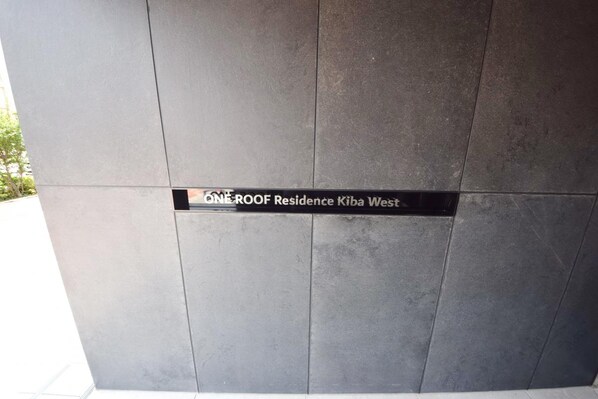 ONE ROOF Residence Kiba West